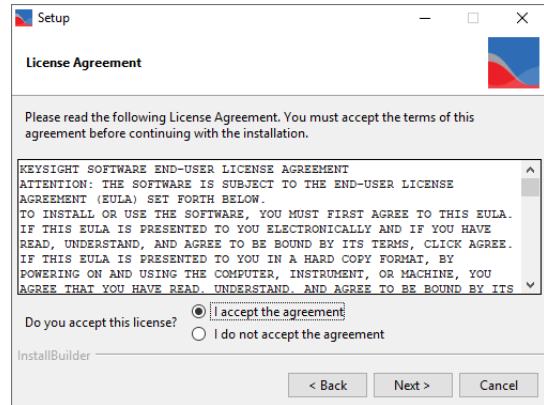 Setup
License Agreement
Please read the following License Agreement. You must accept the terms of this
agreement before continuing with the installation.
KEYSIGHT SOFTWARE END-USER LICENSE AGREEMENT
ATTENTION: THE SOFTWARE IS SUBJECT TO THE END-USER LICENSE
AGREEMENT (EULA) SET FORTH BELOW.
TO INSTALL OR USE THE SOFTWARE, YOU MUST FIRST AGREE TO THIS EULA.
IF THIS EULA IS PRESENTED TO YOU ELECTRONICALLY AND IF YOU HAVE
READ, UNDERSTAND, AND AGREE TO BE BOUND BY ITS TERMS, CLICK AGREE.
IF THIS EULA IS PRESENTED TO YOU IN A HARD COPY FORMAT, BY
POWERING ON AND USING THE COMPUTER, INSTRUMENT, OR MACHINE, YOU
AGREE THAT YOU HAVE READ, UNDERSTAND, AND AGREE TO BE BOUND BY ITS
Do you accept this license?
I accept the agreement
I do not accept the agreement
InstallBuilder
< Back Next > Cancel